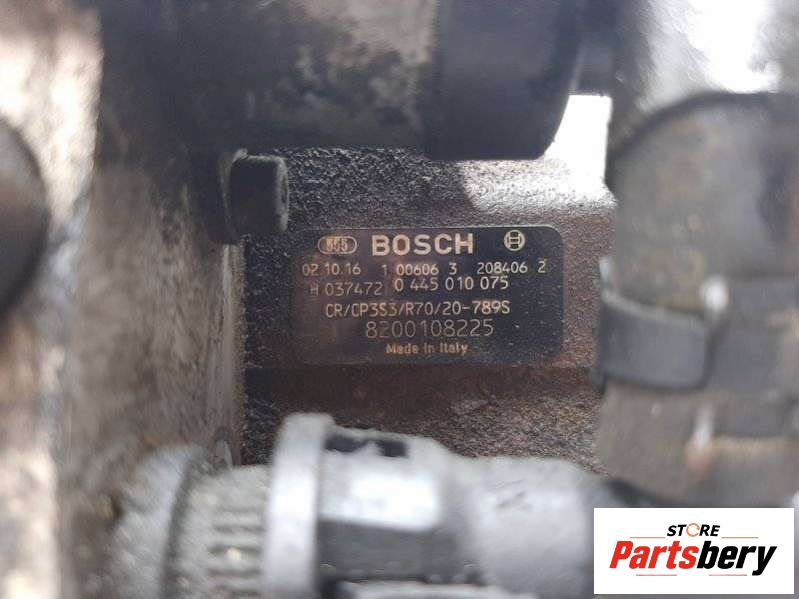 555 BOSCH
02.10.16 1 00606 3 208406 2
H 037472 0 445 010 075
CR/CP3S3/R70/20-789S
8200108225
Made in Italy
STORE
Partsbery